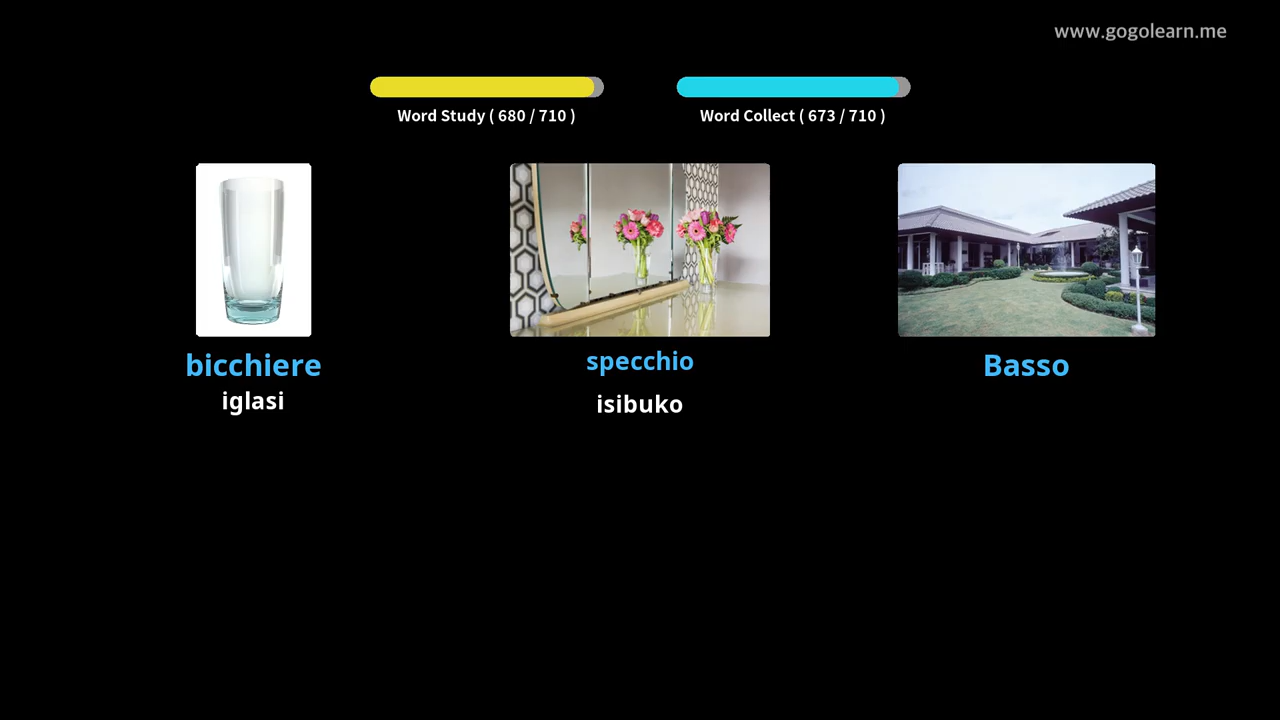 www.gogolearn.me
Word Study ( 680 / 710 )
Word Collect ( 673 / 710 )
bicchiere
iglasi
specchio
isibuko
Basso